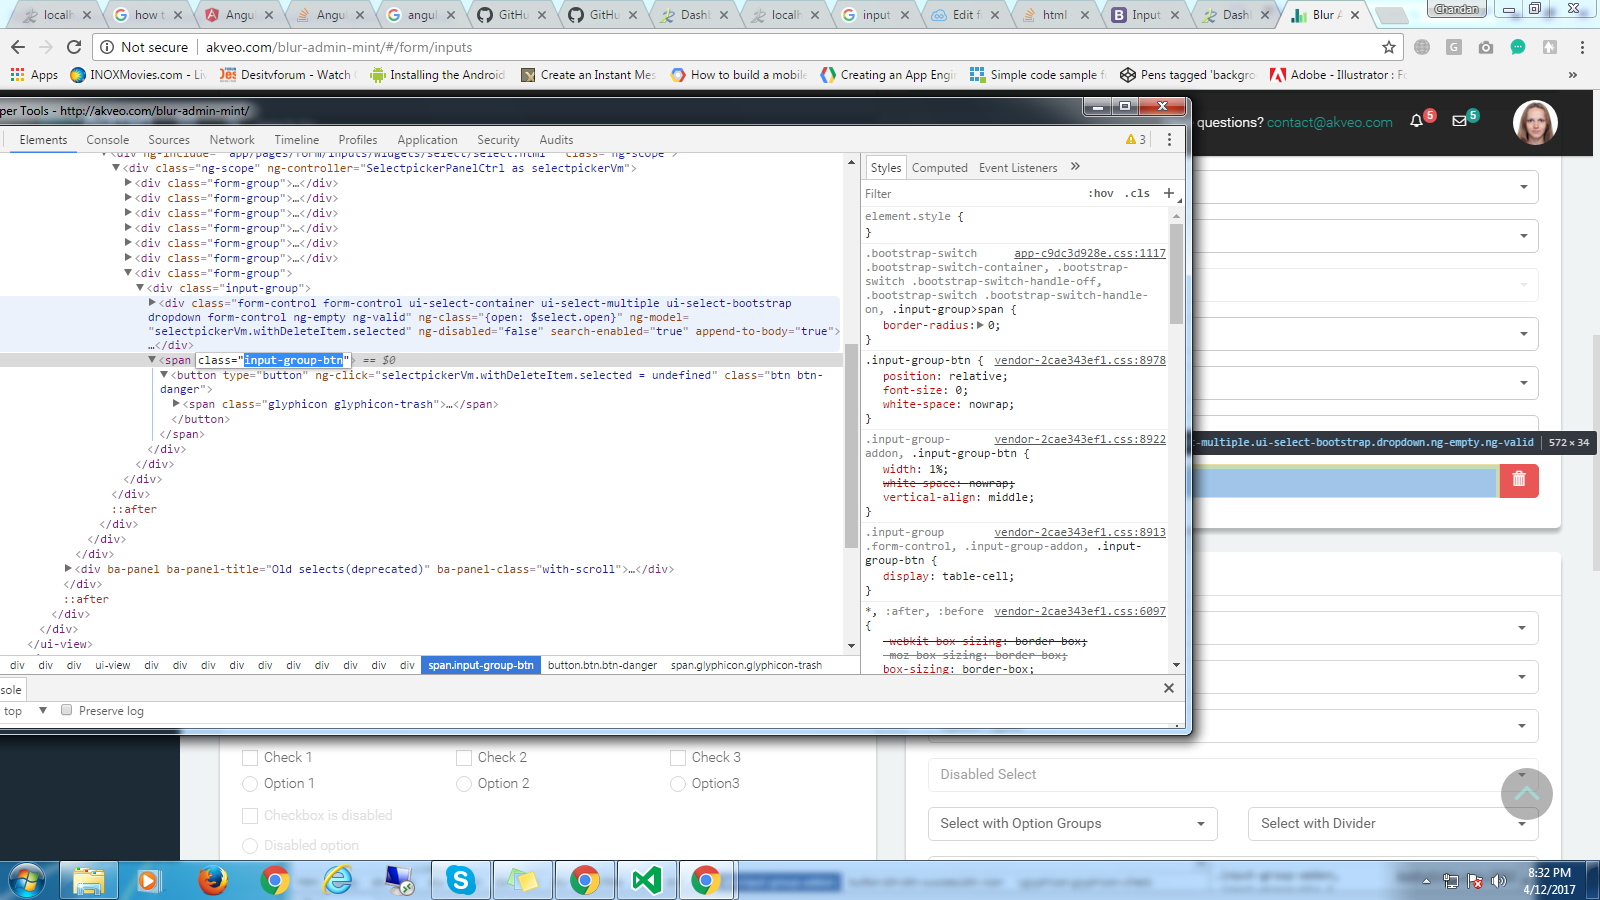 localh
how t
Angul
Angul
angul
GitHu
GitHu
Dashb
localh
input
Edit f
html
Input
Dashl
Blur A
Chandan
Not secure
akveo.com/blur-admin-mint/#/form/inputs
Apps
INOXMovies.com - Li
Desitvforum - Watch
Installing the Android
Create an Instant Mes
How to build a mobile
Creating an App Engi
Simple code sample f
Pens tagged 'backgro
Adobe - Illustrator : Fo
»
per Tools - http://akveo.com/blur-admin-mint/
questions? contact@akveo.com
5
5
Elements
Console
Sources
Network
Timeline
Profiles
Application
Security
Audits
3
<div ng-include="'app/pages/form/inputs/widgets/select/select.html'" class="ng-scope">
<div class="ng-scope" ng-controller="SelectpickerPanelCtrl as selectpickerVm">
<div class="form-group">…</div>
<div class="form-group">…</div>
<div class="form-group">…</div>
<div class="form-group">…</div>
<div class="form-group">…</div>
<div class="form-group">…</div>
<div class="form-group">
<div class="input-group">
<div class="form-control form-control ui-select-container ui-select-multiple ui-select-bootstrap
dropdown form-control ng-empty ng-valid" ng-class="{open: $select.open}" ng-model=
"selectpickerVm.withDeleteItem.selected" ng-disabled="false" search-enabled="true" append-to-body="true">
…</div>
<span class="input-group-btn"> == $0
<button type="button" ng-click="selectpickerVm.withDeleteItem.selected = undefined" class="btn btn-
danger">
<span class="glyphicon glyphicon-trash">…</span>
</button>
</span>
</div>
</div>
</div>
</div>
::after
</div>
</div>
</div>
<div ba-panel ba-panel-title="Old selects(deprecated)" ba-panel-class="with-scroll">…</div>
</div>
::after
</div>
</div>
</ui-view>
div div div ui-view div div div div div div div div div div span.input-group-btn button.btn.btn-danger span.glyphicon.glyphicon-trash
Styles
Computed
Event Listeners
»
Filter
:hov
.cls
+
element.style {
}
.bootstrap-switch app-c9dc3d928e.css:1117
.bootstrap-switch-container, .bootstrap-
switch .bootstrap-switch-handle-off,
.bootstrap-switch .bootstrap-switch-handle-
on, .input-group>span {
border-radius: 0;
}
.input-group-btn { vendor-2cae343ef1.css:8978
position: relative;
font-size: 0;
white-space: nowrap;
}
.input-group- vendor-2cae343ef1.css:8922
addon, .input-group-btn {
width: 1%;
white-space: nowrap;
vertical-align: middle;
}
.input-group vendor-2cae343ef1.css:8913
.form-control, .input-group-addon, .input-
group-btn {
display: table-cell;
}
*, :after, :before vendor-2cae343ef1.css:6097
{
-webkit-box-sizing: border-box;
-moz-box-sizing: border-box;
box-sizing: border-box;
sole
top
Preserve log
t-multiple.ui-select-bootstrap.dropdown.ng-empty.ng-valid
572 × 34
Check 1
Check 2
Check 3
Option 1
Option 2
Option3
Checkbox is disabled
Disabled option
Disabled Select
Select with Option Groups
Select with Divider
8:32 PM
4/12/2017